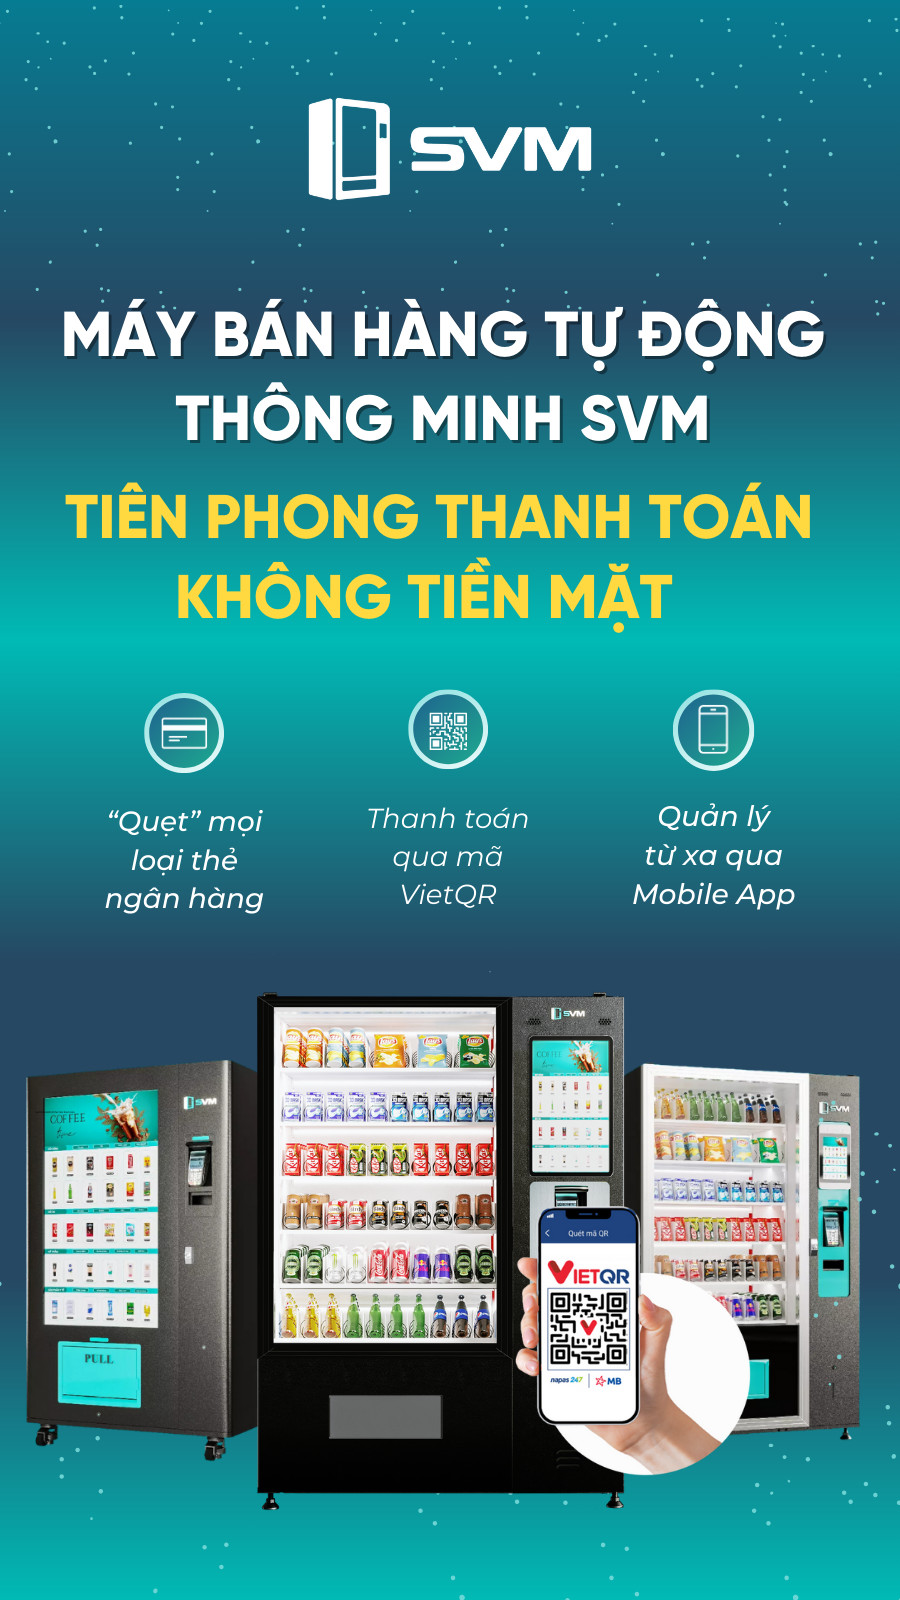 SVM
MÁY BÁN HÀNG TỰ ĐỘNG
THÔNG MINH SVM
TIÊN PHONG THANH TOÁN
KHÔNG TIỀN MẶT
“Quẹt” mọi
loại thẻ
ngân hàng
Thanh toán
qua mã
VietQR
Quản lý
từ xa qua
Mobile App
SVM
COFFEE
time
SVM
PULL
COFFEE
SVM
Quét mã QR
VIETQR
napas 247
MB